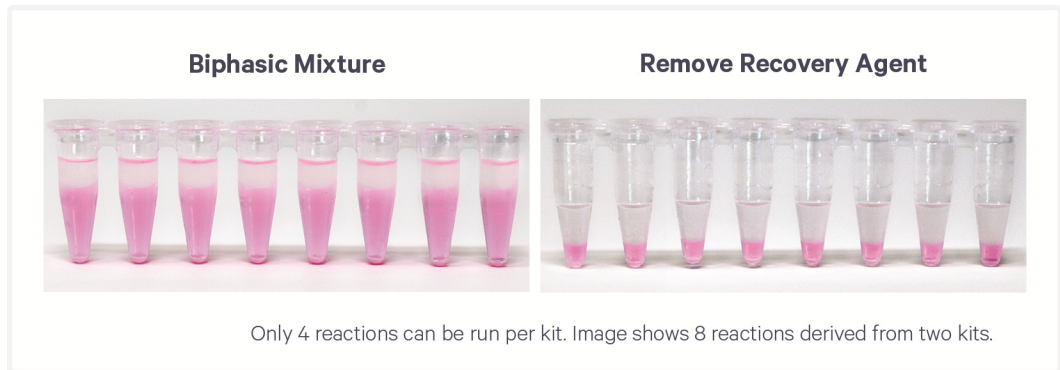 Biphasic Mixture
Remove Recovery Agent
Only 4 reactions can be run per kit. Image shows 8 reactions derived from two kits.